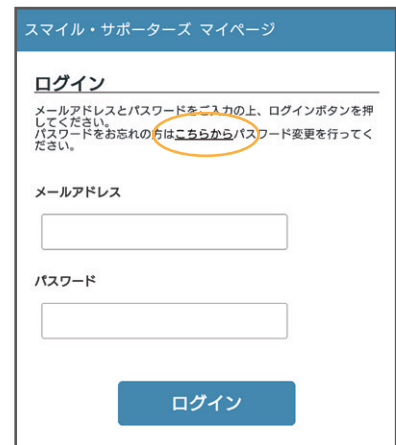 スマイル・サポーターズ マイページ
ログイン
メールアドレスとパスワードをご入力の上、ログインボタンを押
してください。
パスワードをお忘れの方はこちらからパスワード変更を行ってく
ださい。
メールアドレス
パスワード
ログイン